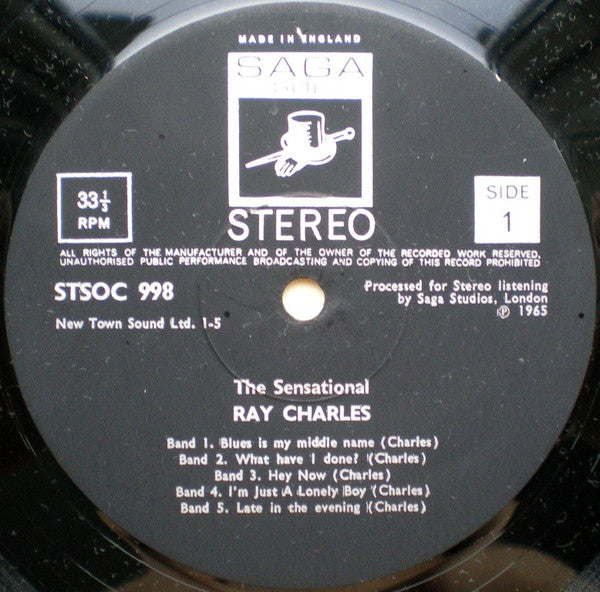 MADE IN ENGLAND
SAGA
33⅓
RPM
SIDE
1
STEREO
ALL RIGHTS OF THE MANUFACTURER AND OF THE OWNER OF THE RECORDED WORK RESERVED.
UNAUTHORISED PUBLIC PERFORMANCE BROADCASTING AND COPYING OF THIS RECORD PROHIBITED
STSOC 998
Processed for Stereo listening
by Saga Studios, London
℗ 1965
New Town Sound Ltd. 1-5
The Sensational
RAY CHARLES
Band 1. Blues is my middle name (Charles)
Band 2. What have I done? (Charles)
Band 3. Hey Now (Charles)
Band 4. I'm Just A Lonely Boy (Charles)
Band 5. Late in the evening (Charles)